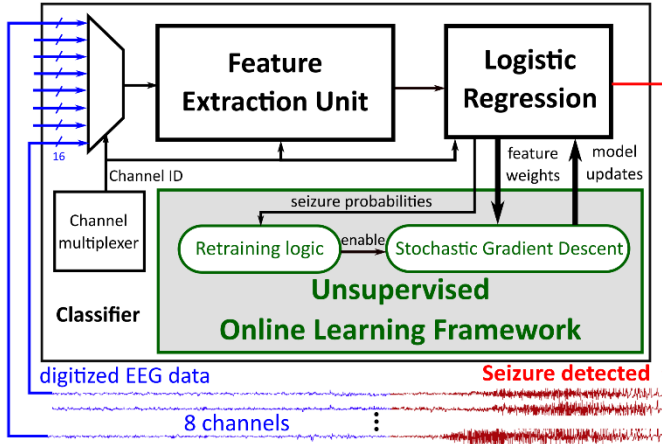 Feature
Extraction Unit
Logistic
Regression
16
Channel ID
feature
weights
model
updates
Channel
multiplexer
seizure probabilities
Retraining logic
enable
Stochastic Gradient Descent
Classifier
Unsupervised
Online Learning Framework
digitized EEG data
Seizure detected
8 channels